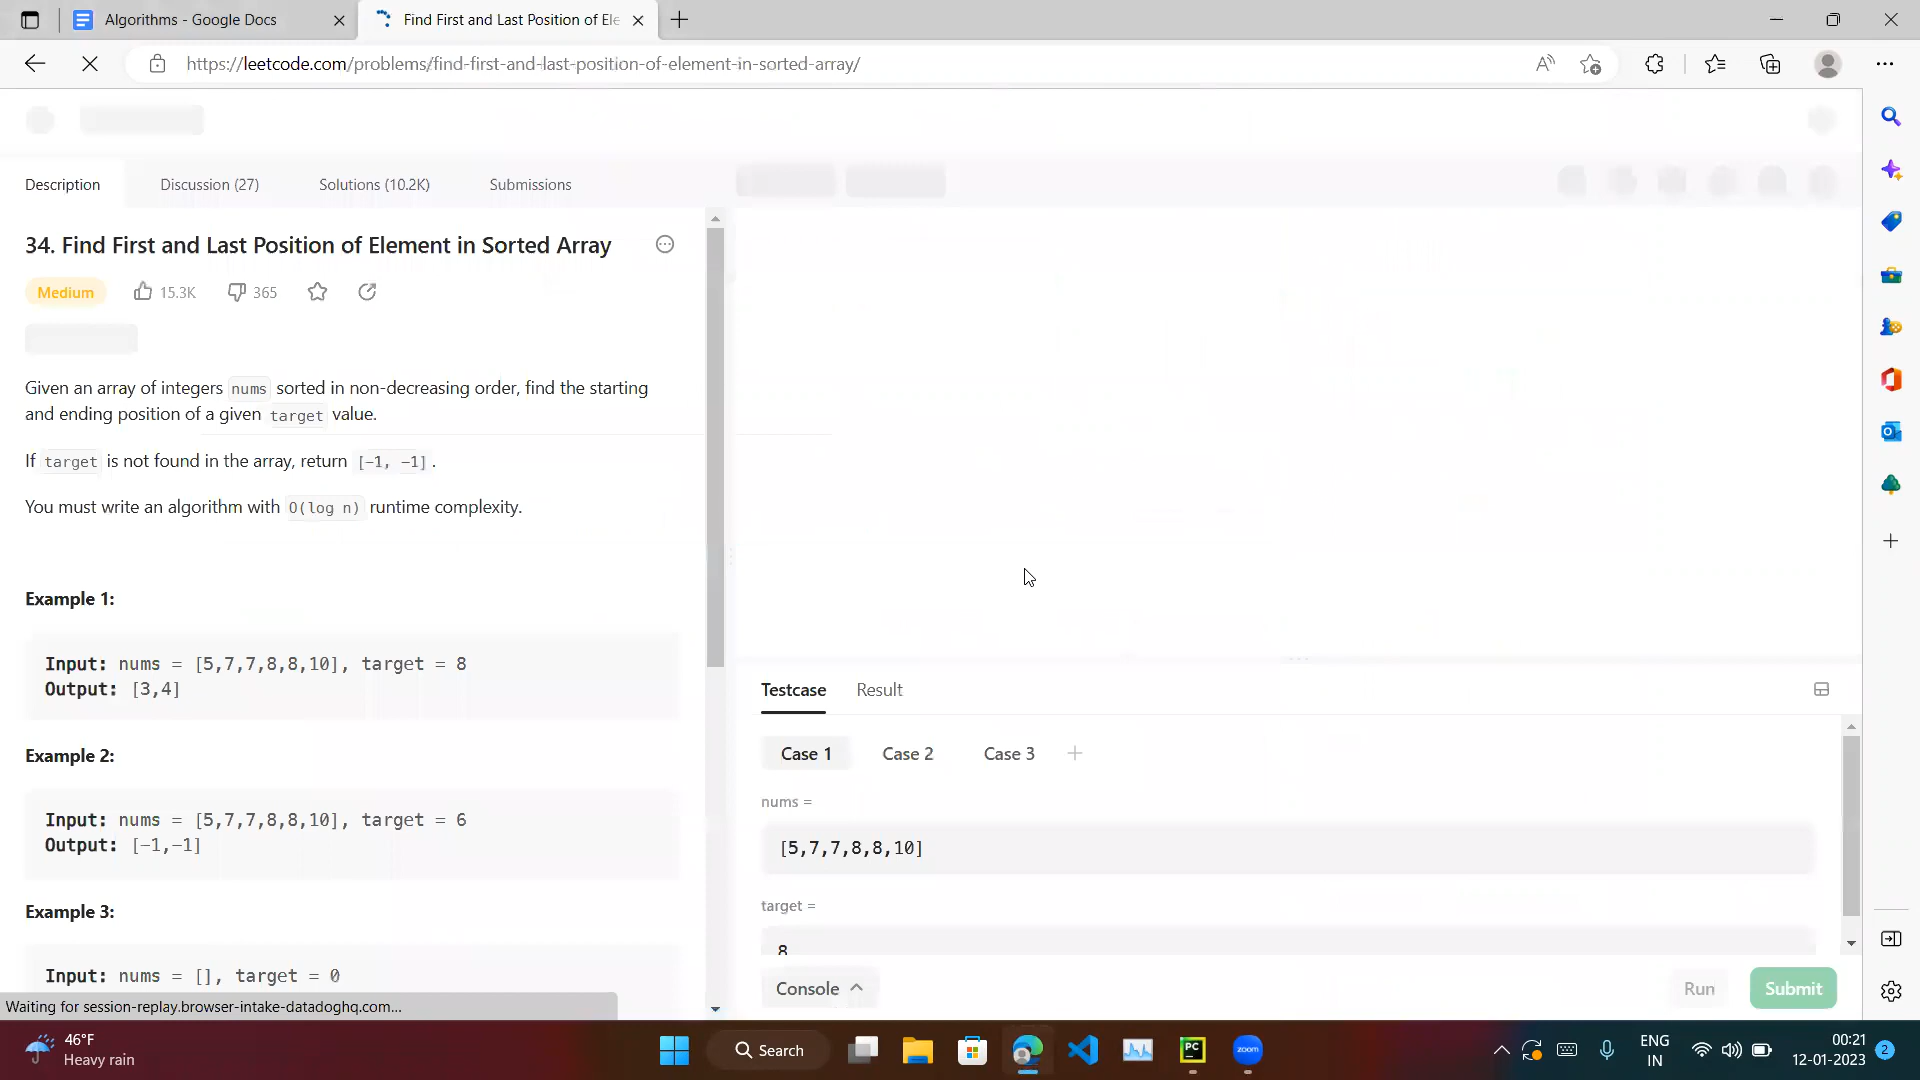 Algorithms - Google Docs
Find First and Last Position of Ele
https://leetcode.com/problems/find-first-and-last-position-of-element-in-sorted-array/
Description
Discussion (27)
Solutions (10.2K)
Submissions
34. Find First and Last Position of Element in Sorted Array
Medium
15.3K
365
Given an array of integers nums sorted in non-decreasing order, find the starting
and ending position of a given target value.
If target is not found in the array, return [-1, -1].
You must write an algorithm with O(log n) runtime complexity.
Example 1:
Input: nums = [5,7,7,8,8,10], target = 8
Output: [3,4]
Example 2:
Input: nums = [5,7,7,8,8,10], target = 6
Output: [-1,-1]
Example 3:
Input: nums = [], target = 0
Testcase
Result
Case 1
Case 2
Case 3
nums =
[5,7,7,8,8,10]
target =
8
Console
Run
Submit
Waiting for session-replay.browser-intake-datadoghq.com...
46°F
Heavy rain
Search
PC
zoom
ENG
IN
00:21
12-01-2023
2